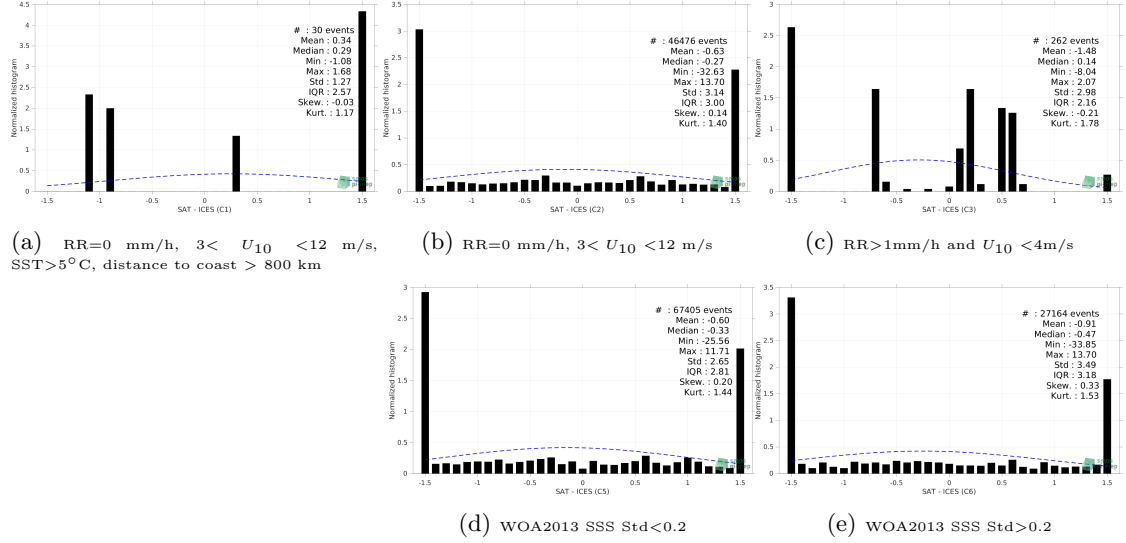 4.5
4
3.5
3
2.5
2
1.5
1
0.5
0
Normalized histogram
# : 30 events
Mean : 0.34
Median : 0.29
Min : -1.08
Max : 1.68
Std : 1.27
IQR : 2.57
Skew. : -0.03
Kurt. : 1.17
-1.5 -1 -0.5 0 0.5 1 1.5
SAT - ICES (C1)
(a) RR=0 mm/h, 3< U10 <12 m/s,
SST>5°C, distance to coast > 800 km
3.5
3
2.5
2
1.5
1
0.5
0
Normalized histogram
# : 46476 events
Mean : -0.63
Median : -0.27
Min : -32.63
Max : 13.70
Std : 3.14
IQR : 3.00
Skew. : 0.14
Kurt. : 1.40
-1.5 -1 -0.5 0 0.5 1 1.5
SAT - ICES (C2)
(b) RR=0 mm/h, 3< U10 <12 m/s
3
2.5
2
1.5
1
0.5
0
Normalized histogram
# : 262 events
Mean : -1.48
Median : 0.14
Min : -8.04
Max : 2.07
Std : 2.98
IQR : 2.16
Skew. : -0.21
Kurt. : 1.78
-1.5 -1 -0.5 0 0.5 1 1.5
SAT - ICES (C3)
(c) RR>1mm/h and U10 <4m/s
3
2.5
2
1.5
1
0.5
0
Normalized histogram
# : 67405 events
Mean : -0.60
Median : -0.33
Min : -25.56
Max : 11.71
Std : 2.65
IQR : 2.81
Skew. : 0.20
Kurt. : 1.44
-1.5 -1 -0.5 0 0.5 1 1.5
SAT - ICES (C5)
(d) WOA2013 SSS Std<0.2
3.5
3
2.5
2
1.5
1
0.5
0
Normalized histogram
# : 27164 events
Mean : -0.91
Median : -0.47
Min : -33.85
Max : 13.70
Std : 3.49
IQR : 3.18
Skew. : 0.33
Kurt. : 1.53
-1.5 -1 -0.5 0 0.5 1 1.5
SAT - ICES (C6)
(e) WOA2013 SSS Std>0.2